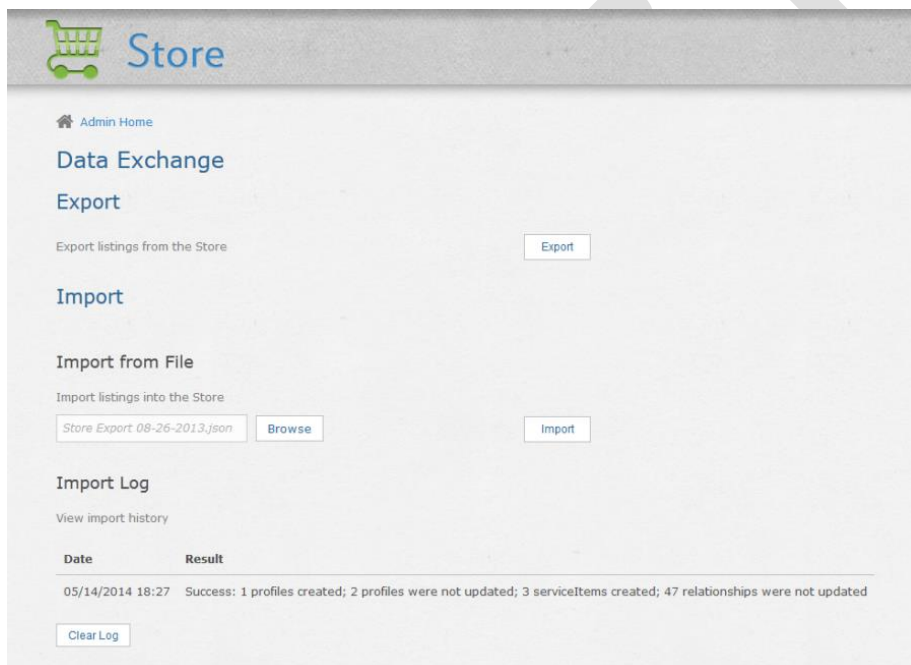 Store
Admin Home
Data Exchange
Export
Export listings from the Store
Export
Import
Import from File
Import listings into the Store
Store Export 08-26-2013.json Browse Import
Import Log
View import history
Date Result
05/14/2014 18:27 Success: 1 profiles created; 2 profiles were not updated; 3 serviceItems created; 47 relationships were not updated
Clear Log